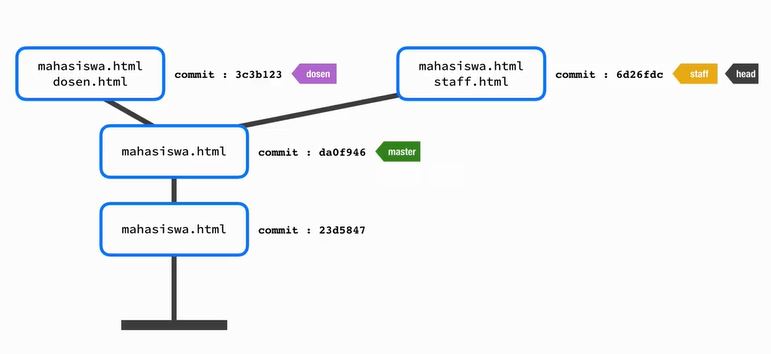 mahasiswa.html
dosen.html
commit : 3c3b123
dosen
mahasiswa.html
staff.html
commit : 6d26fdc
staff
head
mahasiswa.html
commit : da0f946
master
mahasiswa.html
commit : 23d5847